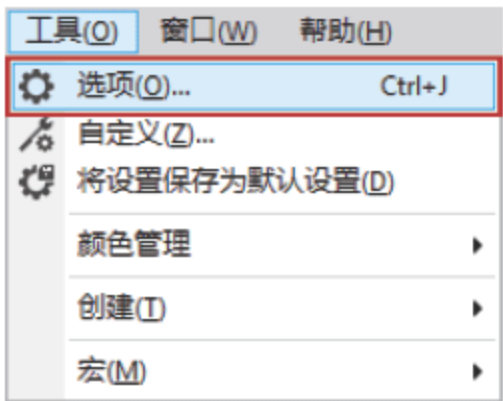 工具(O) 窗口(W) 帮助(H)
选项(O)... Ctrl+J
自定义(Z)...
将设置保存为默认设置(D)
颜色管理
创建(T)
宏(M)